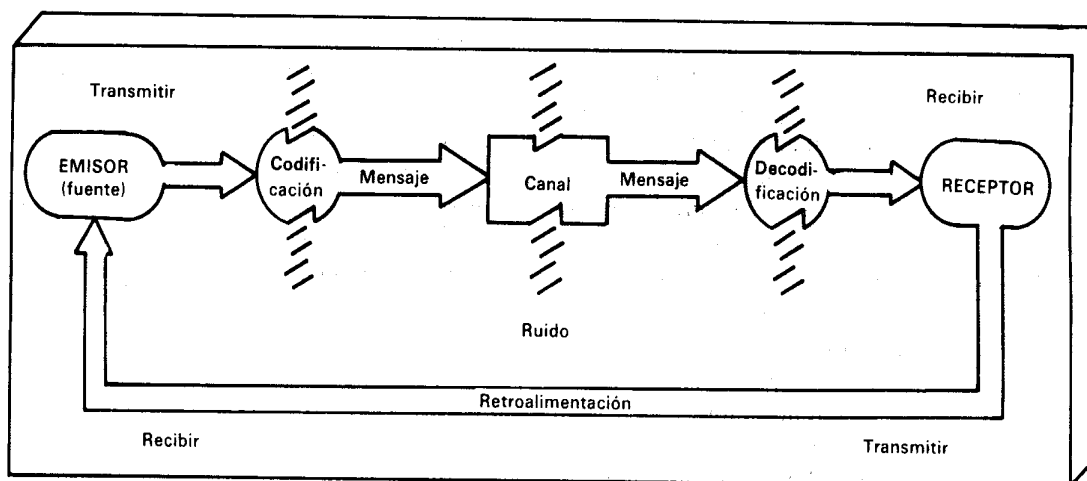 Transmitir
Recibir
EMISOR
(fuente)
Codifi-
cación
Mensaje
Canal
Mensaje
Decodi-
ficación
RECEPTOR
Ruido
Retroalimentación
Recibir
Transmitir